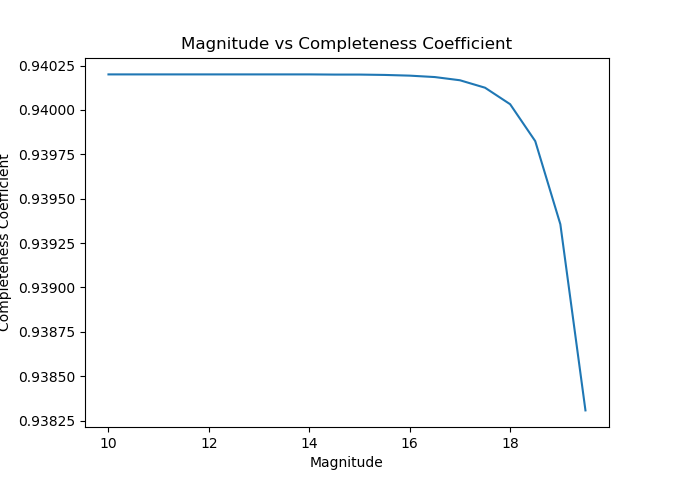 Magnitude vs Completeness Coefficient
Completeness Coefficient
0.94025
0.94000
0.93975
0.93950
0.93925
0.93900
0.93875
0.93850
0.93825
10 12 14 16 18
Magnitude